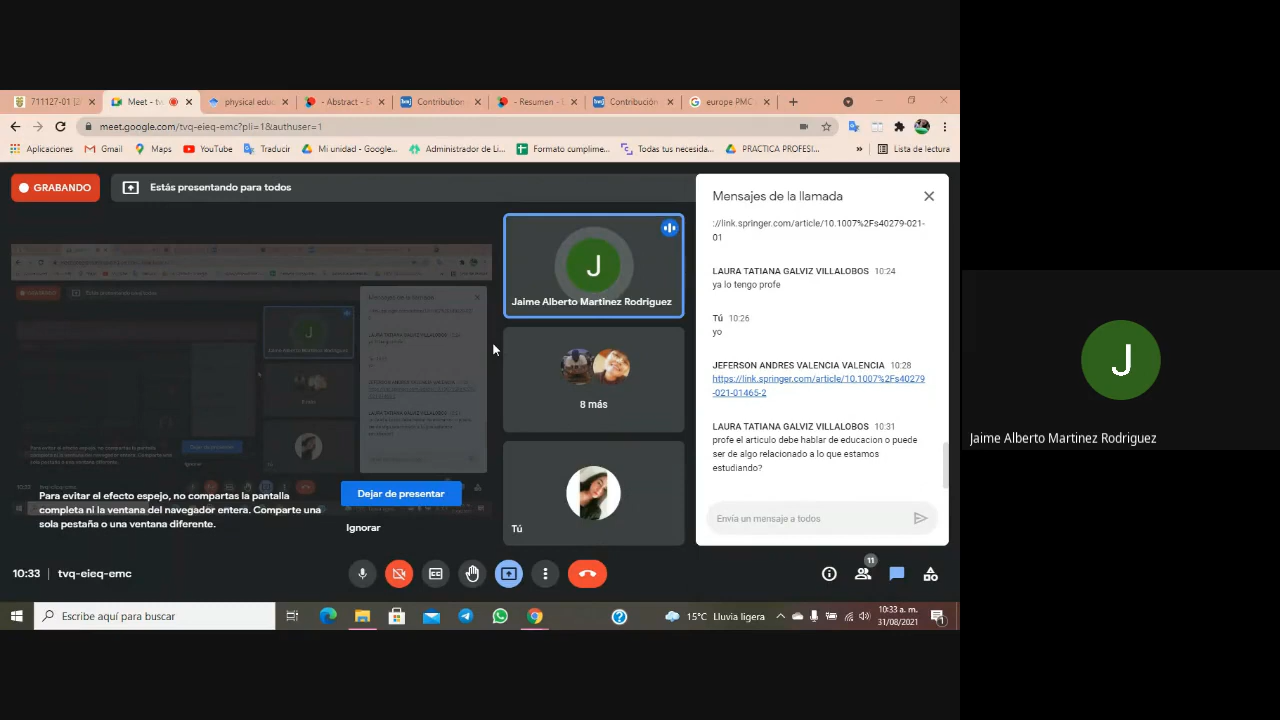 711127-01 [Z
Meet - tv
physical edu
- Abstract - E
Contribution
- Resumen - L
Contribución
europe PMC
meet.google.com/tvq-eieq-emc?pli=1&authuser=1
Aplicaciones
Gmail
Maps
YouTube
Traducir
Mi unidad - Google...
Administrador de Li...
Formato cumplime...
Todas tus necesida...
PRACTICA PROFESI...
»
Lista de lectura
GRABANDO
Estás presentando para todos
Mensajes de la llamada
://link.springer.com/article/10.1007%2Fs40279-021-
01
LAURA TATIANA GALVIZ VILLALOBOS 10:24
ya lo tengo profe
Tú 10:26
yo
JEFERSON ANDRES VALENCIA VALENCIA 10:28
https://link.springer.com/article/10.1007%2Fs40279
-021-01465-2
LAURA TATIANA GALVIZ VILLALOBOS 10:31
profe el articulo debe hablar de educacion o puede
ser de algo relacionado a lo que estamos
estudiando?
Envía un mensaje a todos
J
Jaime Alberto Martinez Rodriguez
8 más
Tú
Para evitar el efecto espejo, no compartas la pantalla
completa ni la ventana del navegador entera. Comparte una
sola pestaña o una ventana diferente.
Dejar de presentar
Ignorar
10:33 | tvq-eieq-emc
11
Escribe aquí para buscar
15°C Lluvia ligera
10:33 a. m.
31/08/2021
1
J
Jaime Alberto Martinez Rodriguez